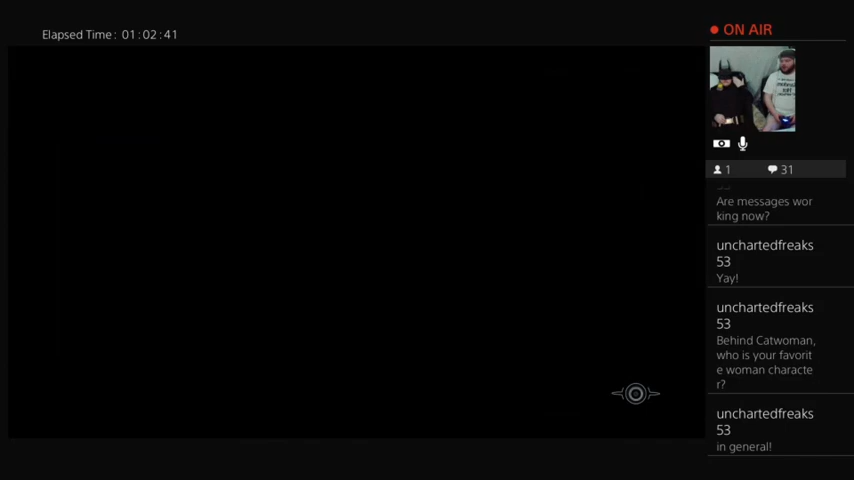 Elapsed Time: 01:02:41
ON AIR
1
31
Are messages wor
king now?
unchartedfreaks
53
Yay!
unchartedfreaks
53
Behind Catwoman,
who is your favorit
e woman characte
r?
unchartedfreaks
53
in general!